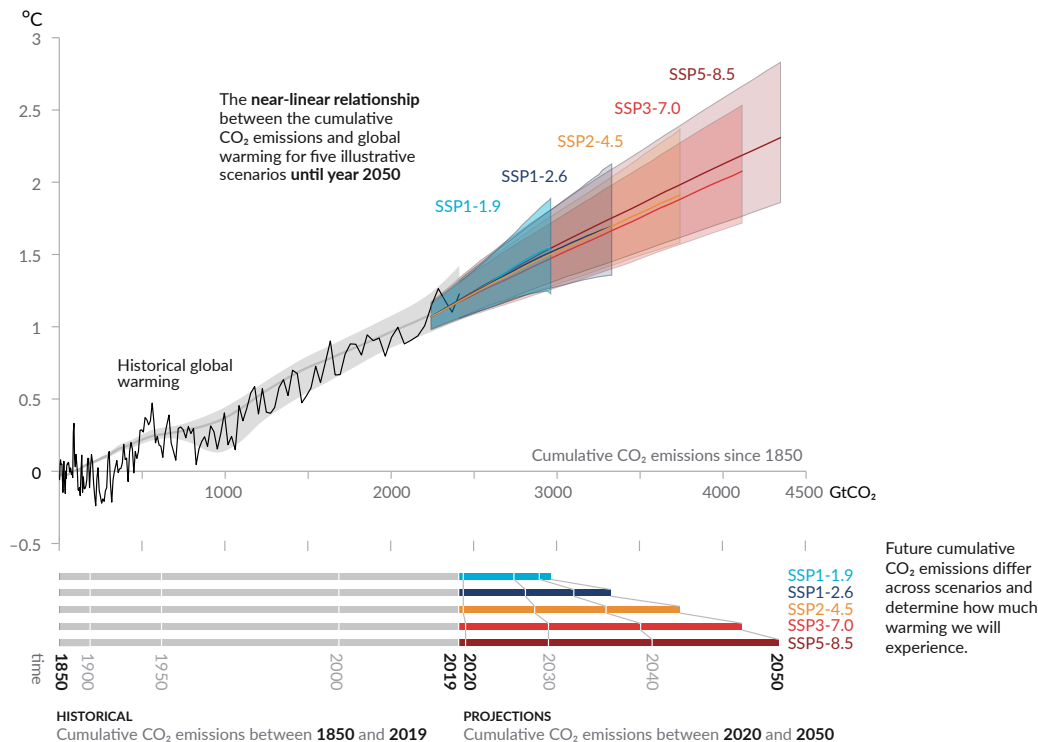 °C
3
2.5
2
1.5
1
0.5
0
−0.5
The near-linear relationship
between the cumulative
CO₂ emissions and global
warming for five illustrative
scenarios until year 2050
SSP5-8.5
SSP3-7.0
SSP2-4.5
SSP1-2.6
SSP1-1.9
Historical global
warming
Cumulative CO₂ emissions since 1850
1000 2000 3000 4000 4500 GtCO₂
SSP1-1.9
SSP1-2.6
SSP2-4.5
SSP3-7.0
SSP5-8.5
Future cumulative
CO₂ emissions differ
across scenarios and
determine how much
warming we will
experience.
time 1850 1900 1950 2000 2019 2020 2030 2040 2050
HISTORICAL
Cumulative CO₂ emissions between 1850 and 2019
PROJECTIONS
Cumulative CO₂ emissions between 2020 and 2050